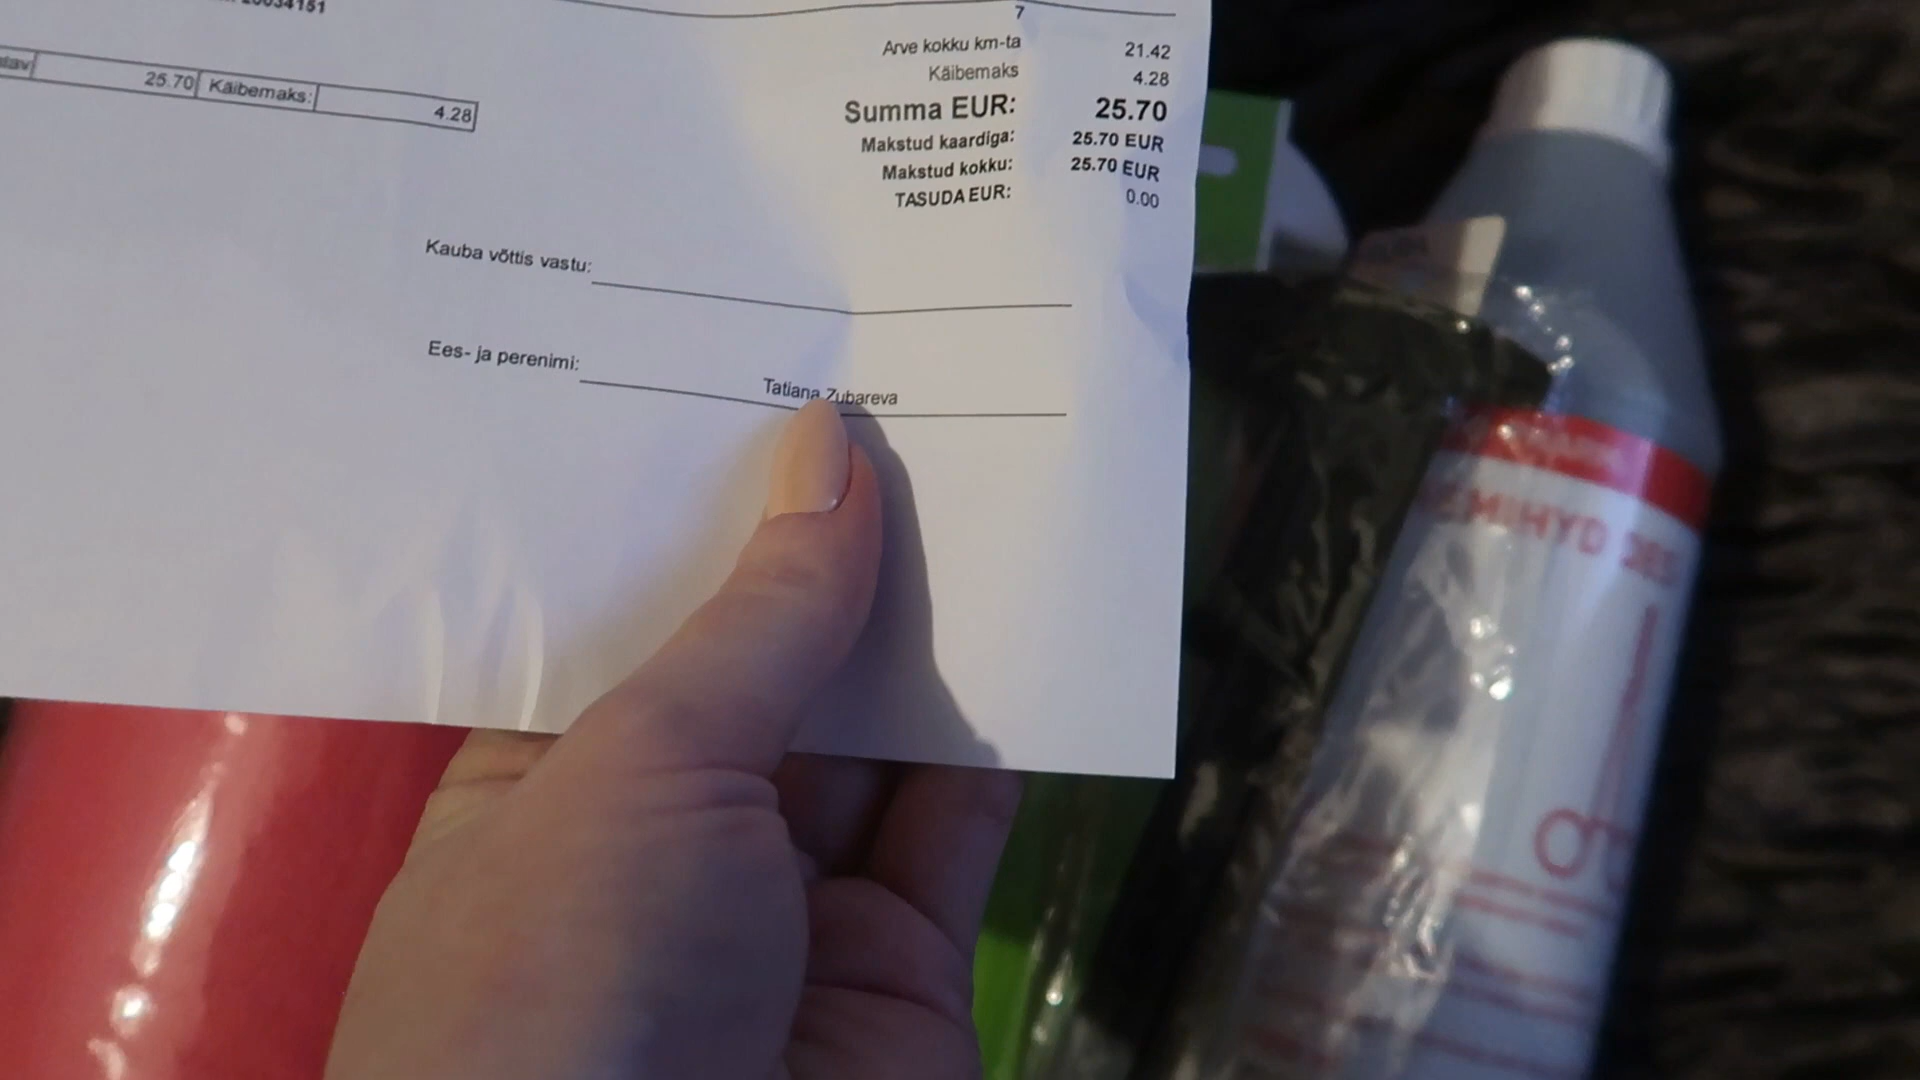 20034151
7
Arve kokku km-ta 21.42
Käibemaks 4.28
Summa EUR: 25.70
Makstud kaardiga: 25.70 EUR
Makstud kokku: 25.70 EUR
TASUDA EUR: 0.00
25.70 Käibemaks: 4.28
Kauba võttis vastu:
Ees- ja perenimi: Tatiana Zubareva